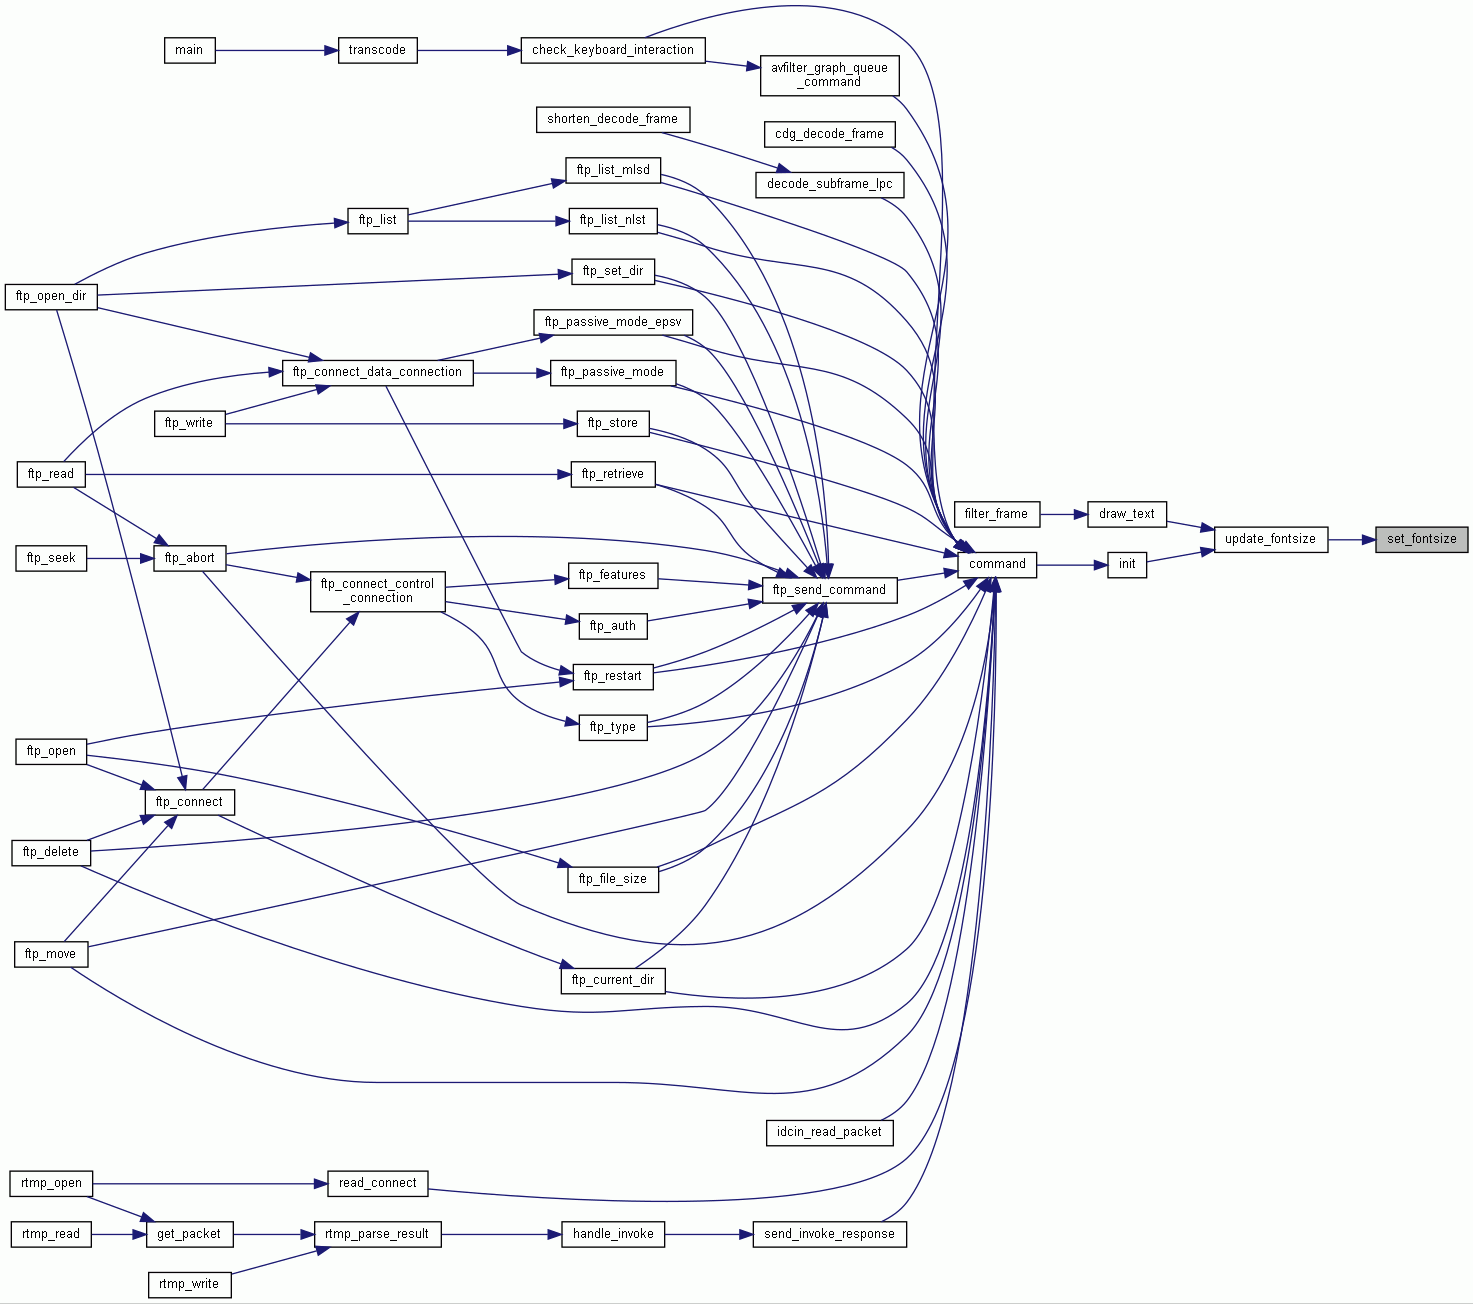 main
transcode
check_keyboard_interaction
avfilter_graph_queue
_command
shorten_decode_frame
cdg_decode_frame
ftp_list_mlsd
decode_subframe_lpc
ftp_list
ftp_list_nlst
ftp_set_dir
ftp_open_dir
ftp_passive_mode_epsv
ftp_connect_data_connection
ftp_passive_mode
ftp_write
ftp_store
ftp_read
ftp_retrieve
filter_frame
draw_text
update_fontsize
set_fontsize
ftp_seek
ftp_abort
command
init
ftp_connect_control
_connection
ftp_features
ftp_send_command
ftp_auth
ftp_restart
ftp_type
ftp_open
ftp_connect
ftp_delete
ftp_file_size
ftp_move
ftp_current_dir
idcin_read_packet
rtmp_open
read_connect
rtmp_read
get_packet
rtmp_parse_result
handle_invoke
send_invoke_response
rtmp_write